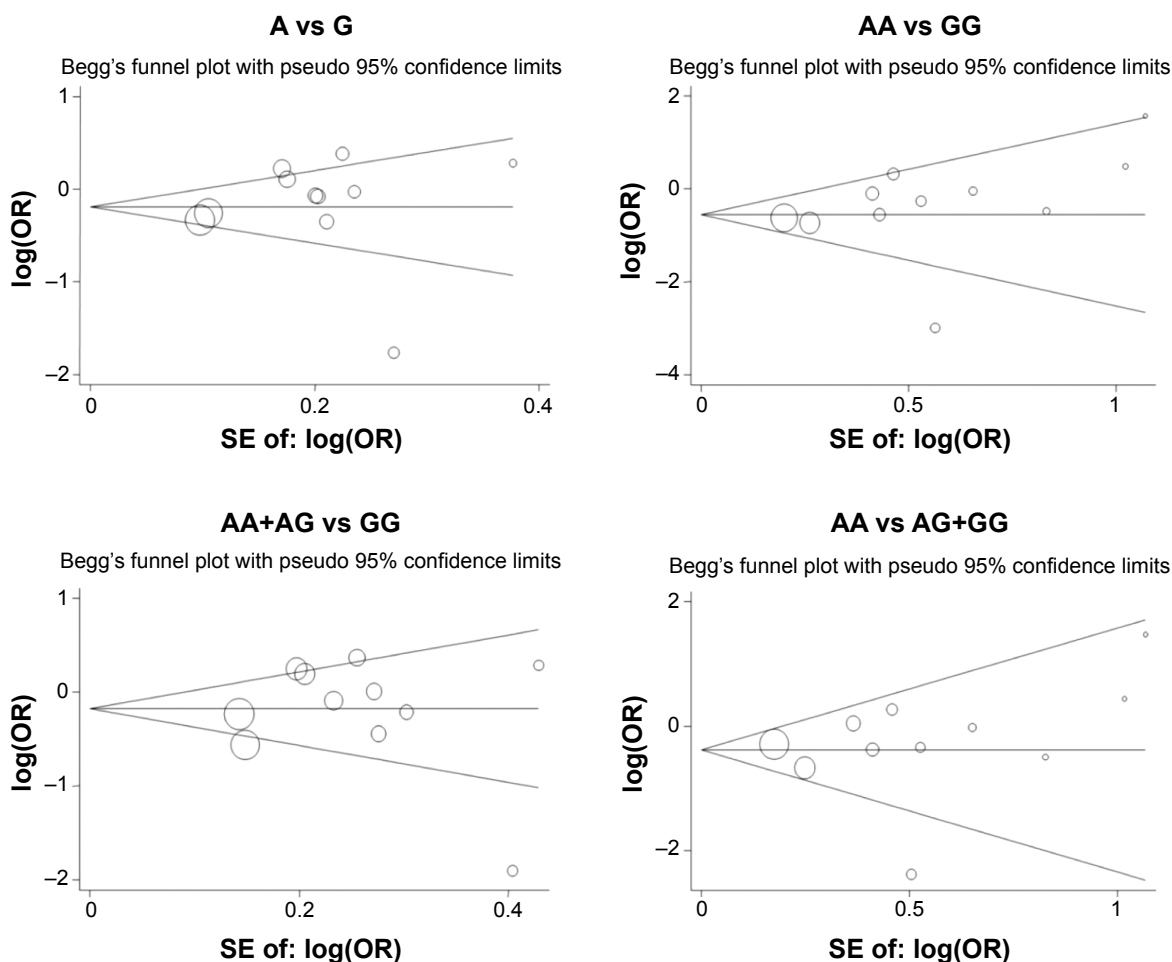 A vs G
Begg's funnel plot with pseudo 95% confidence limits
1
0
–1
–2
log(OR)
0
0.2
0.4
SE of: log(OR)
AA vs GG
Begg's funnel plot with pseudo 95% confidence limits
2
0
–2
–4
log(OR)
0
0.5
1
SE of: log(OR)
AA+AG vs GG
Begg's funnel plot with pseudo 95% confidence limits
1
0
–1
–2
log(OR)
0
0.2
0.4
SE of: log(OR)
AA vs AG+GG
Begg's funnel plot with pseudo 95% confidence limits
2
0
–2
log(OR)
0
0.5
1
SE of: log(OR)